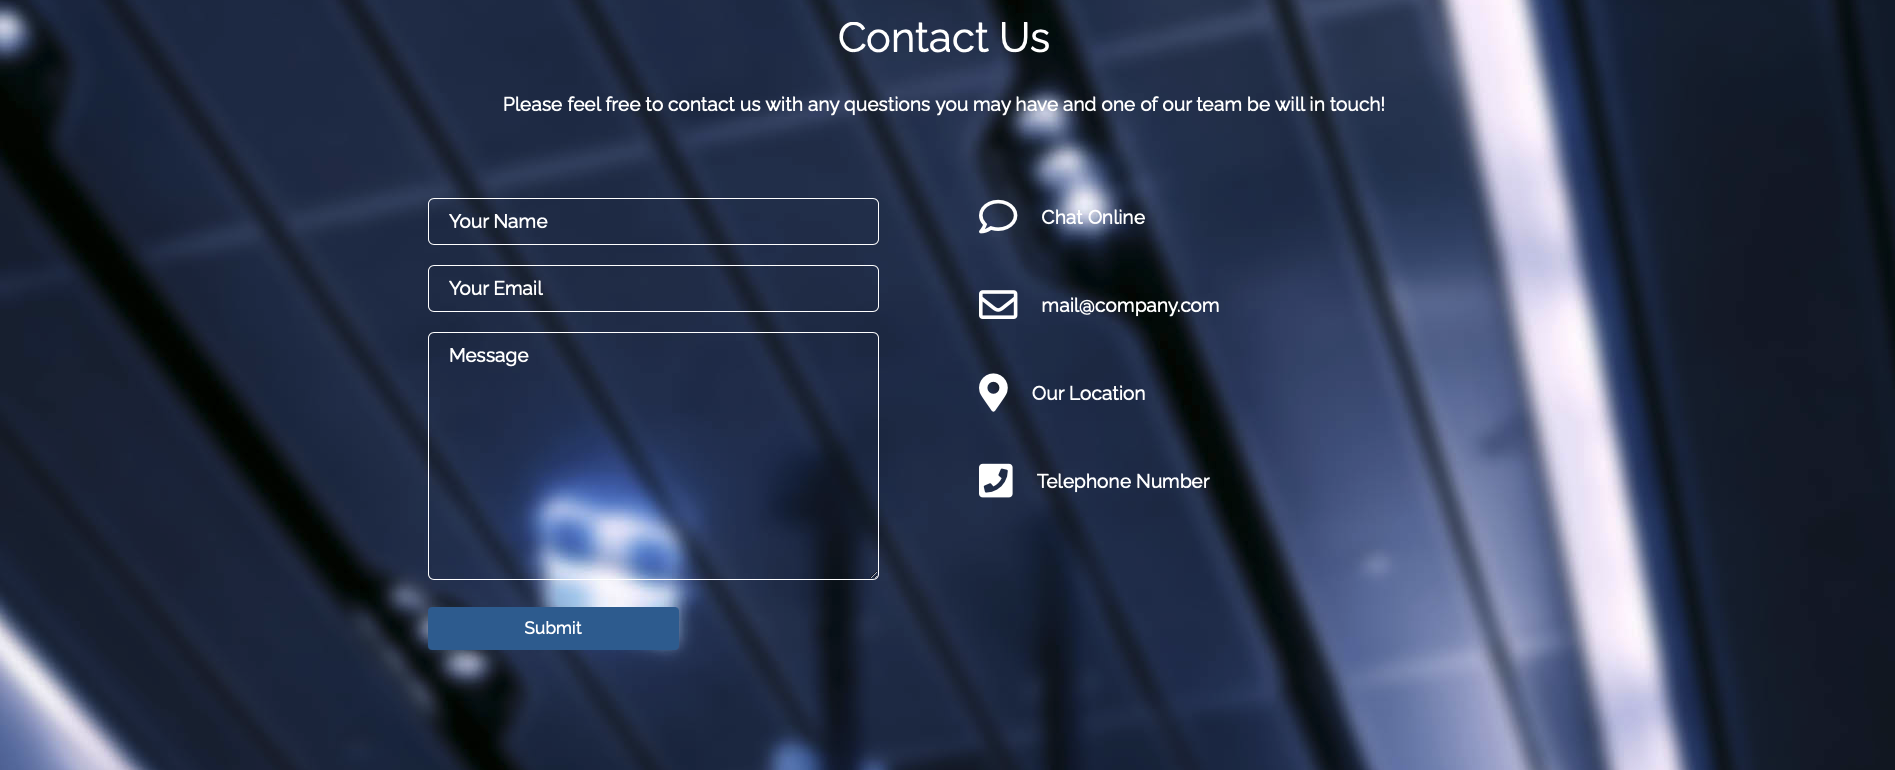 Contact Us
Please feel free to contact us with any questions you may have and one of our team be will in touch!
Your Name
Your Email
Message
Submit
Chat Online
mail@company.com
Our Location
Telephone Number